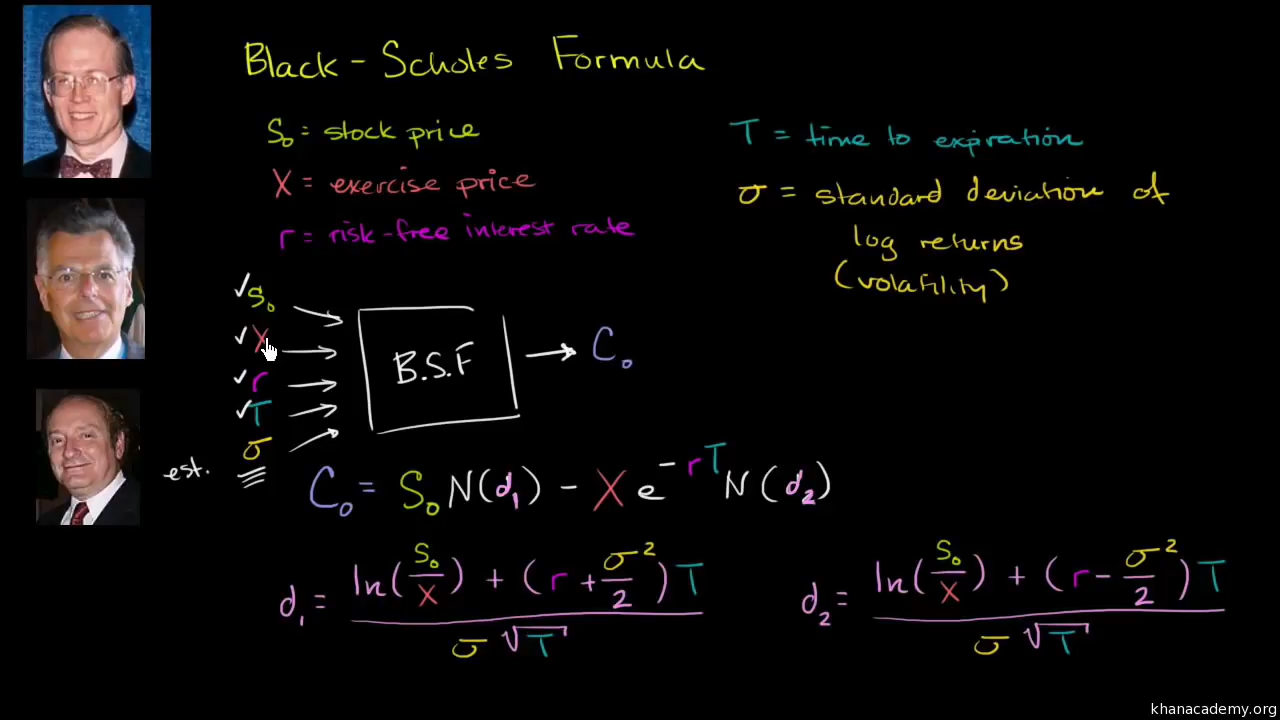 Black-Scholes Formula
S₀ = stock price
X = exercise price
r = risk-free interest rate
T = time to expiration
σ = standard deviation of
log returns
(volatility)
✓S₀
✓X
✓r
✓T
est. σ
B.S.F
C₀
C₀ = S₀N(d₁) - Xe^(-rT)N(d₂)
d₁ = (ln(S₀/X) + (r + σ²/2)T) / (σ√T)
d₂ = (ln(S₀/X) + (r - σ²/2)T) / (σ√T)
khanacademy.org